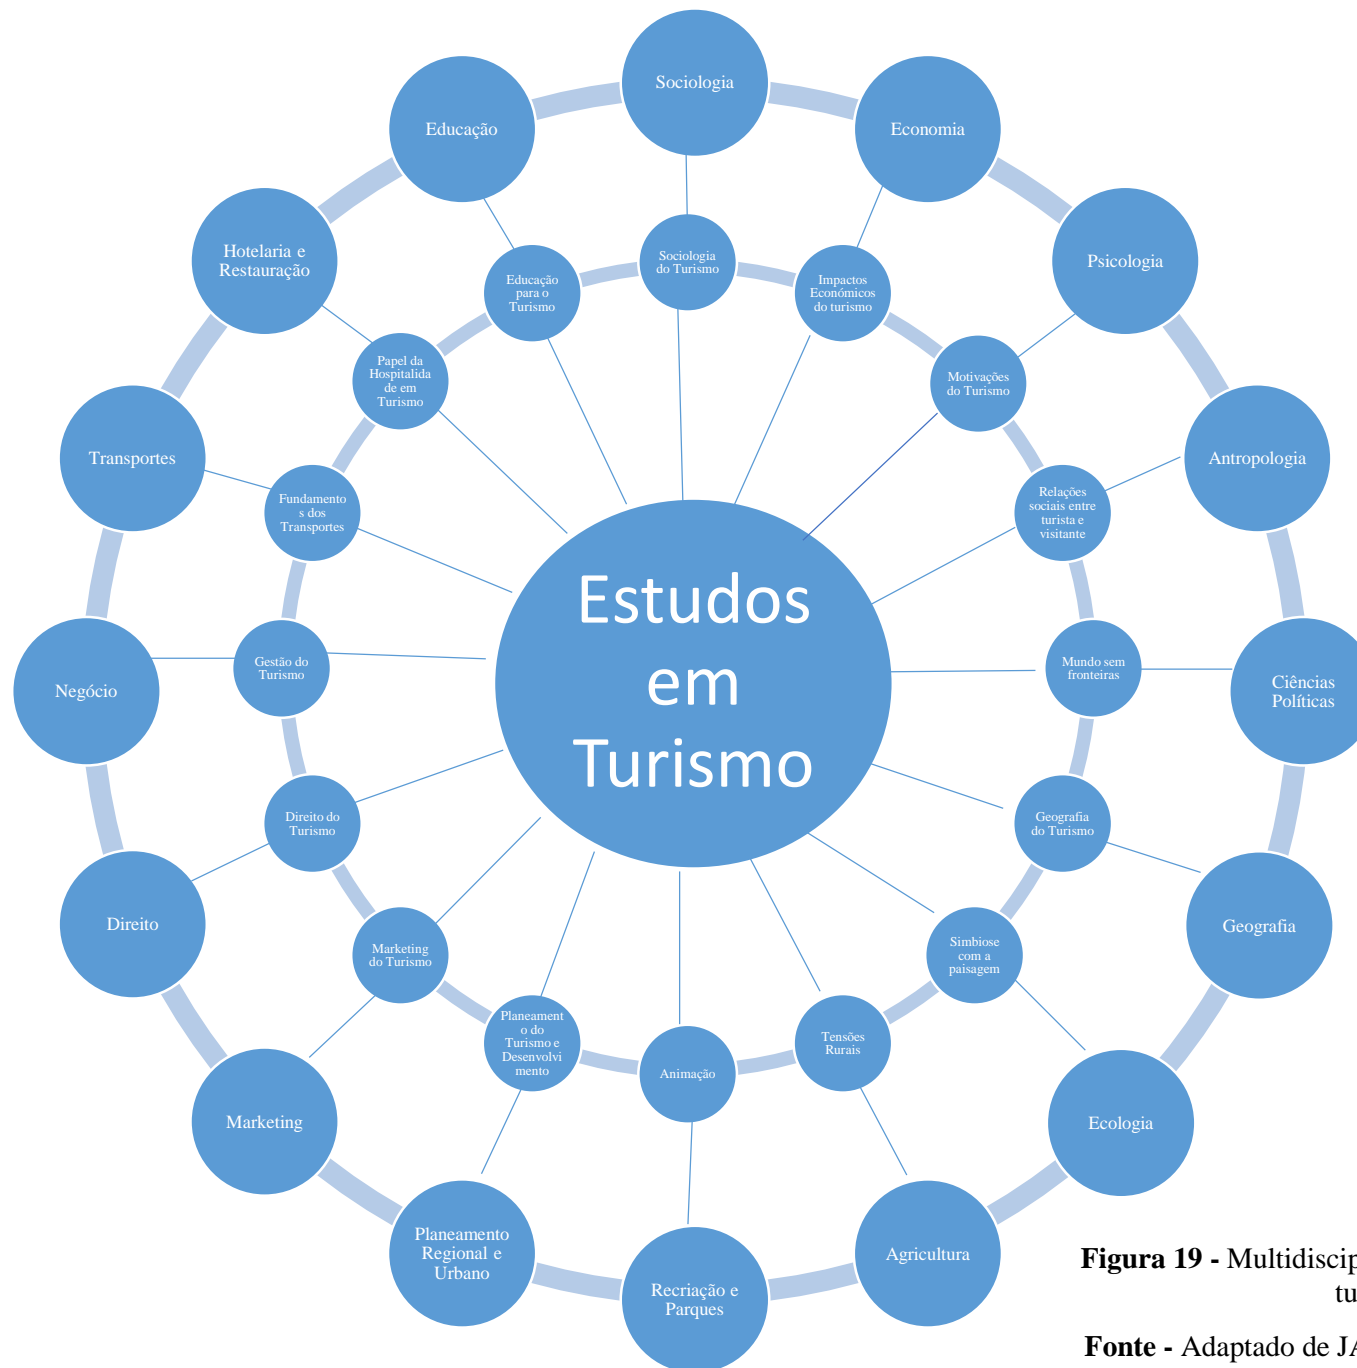 Sociologia
Economia
Psicologia
Antropologia
Ciências
Políticas
Geografia
Ecologia
Agricultura
Recriação e
Parques
Planeamento
Regional e
Urbano
Marketing
Direito
Negócio
Transportes
Hotelaria e
Restauração
Educação
Sociologia
do Turismo
Impactos
Económicos
do turismo
Motivações
do Turismo
Relações
sociais entre
turista e
visitante
Mundo sem
fronteiras
Geografia
do Turismo
Simbiose
com a
paisagem
Tensões
Rurais
Animação
Planeament
o do
Turismo e
Desenvolvi
mento
Marketing
do Turismo
Direito do
Turismo
Gestão do
Turismo
Fundamento
s dos
Transportes
Papel da
Hospitalida
de em
Turismo
Educação
para o
Turismo
Estudos
em
Turismo
Figura 19 - Multidiscip
tu
Fonte - Adaptado de JA